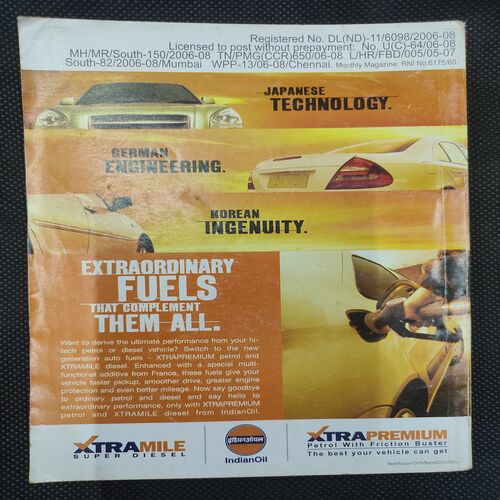 Registered No. DL(ND)-11/6098/2006-08
Licensed to post without prepayment: No. U(C)-64/06-08
MH/MR/South-150/2006-08 TN/PMG(CCR)650/06-08 L/HR/FBD/005/05-07
South-82/2006-08/Mumbai WPP-13/06-08/Chennai. Monthly Magazine: RNI No.6175/60
JAPANESE
TECHNOLOGY.
GERMAN
ENGINEERING.
KOREAN
INGENUITY.
EXTRAORDINARY
FUELS
THAT COMPLEMENT
THEM ALL.
Want to derive the ultimate performance from your hi-
tech petrol or diesel vehicle? Switch to the new
generation auto fuels - XTRAPREMIUM petrol and
XTRAMILE diesel. Enhanced with a special multi-
functional additive from France, these fuels give your
vehicle faster pickup, smoother drive, greater engine
protection and even better mileage. Now say goodbye
to ordinary petrol and diesel and say hello to
extraordinary performance, only with XTRAPREMIUM
petrol and XTRAMILE diesel from IndianOil.
XTRAMILE
SUPER DIESEL
इंडियनऑयल
IndianOil
XTRAPREMIUM
Petrol With Friction Buster
The best your vehicle can get